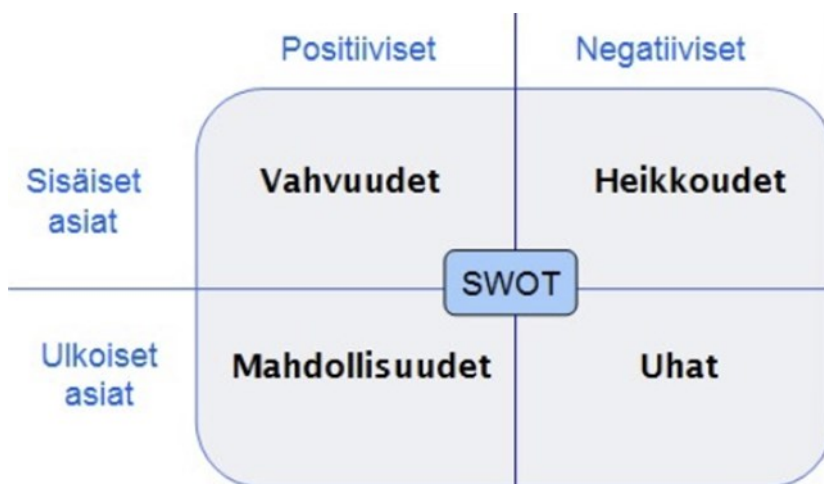 Positiiviset Negatiiviset
Sisäiset
asiat
Vahvuudet Heikkoudet
SWOT
Ulkoiset
asiat
Mahdollisuudet Uhat